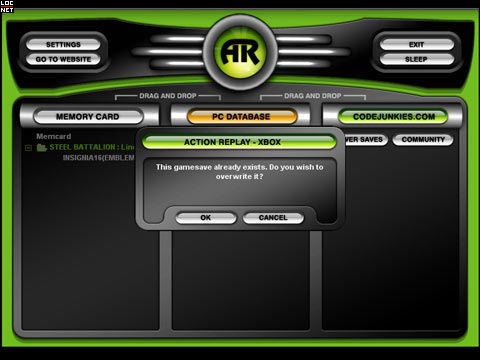 LOC
NET
SETTINGS
GO TO WEBSITE
AR
EXIT
SLEEP
DRAG AND DROP
DRAG AND DROP
MEMORY CARD
PC DATABASE
CODEJUNKIES.COM
Memcard
STEEL BATTALION : Line
INSIGNIA16(EMBLEM
VER SAVES
COMMUNITY
ACTION REPLAY - XBOX
This gamesave already exists. Do you wish to
overwrite it?
OK
CANCEL